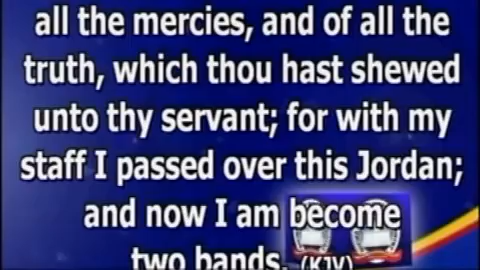 all the mercies, and of all the
truth, which thou hast shewed
unto thy servant; for with my
staff I passed over this Jordan;
and now I am become
two bands. (KJV)